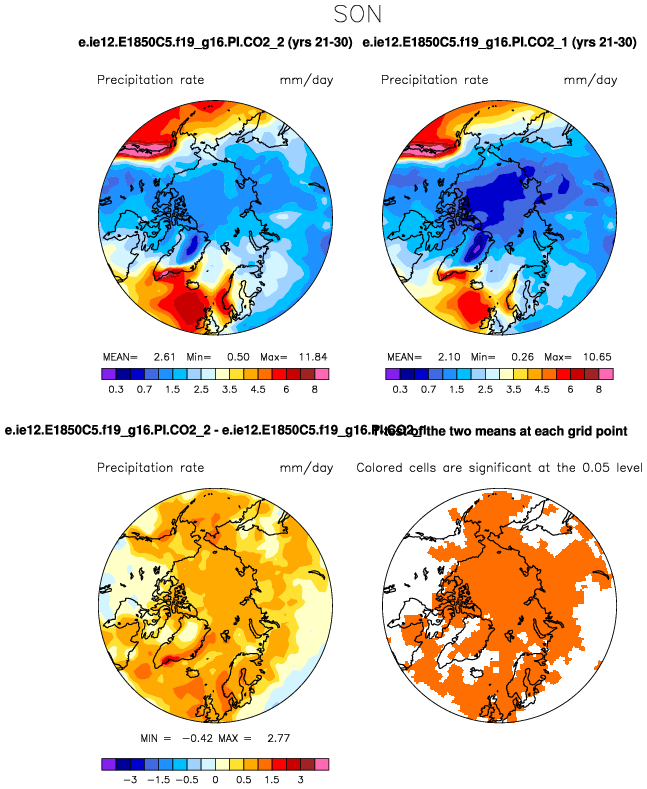 SON
e.ie12.E1850C5.f19_g16.PI.CO2_2 (yrs 21-30) e.ie12.E1850C5.f19_g16.PI.CO2_1 (yrs 21-30)
Precipitation rate mm/day Precipitation rate mm/day
MEAN= 2.61 Min= 0.50 Max= 11.84 MEAN= 2.10 Min= 0.26 Max= 10.65
0.3 0.7 1.5 2.5 3.5 4.5 6 8 0.3 0.7 1.5 2.5 3.5 4.5 6 8
e.ie12.E1850C5.f19_g16.PI.CO2_2 - e.ie12.E1850C5.f19_g16.PI.CO2_1 T-test of the two means at each grid point
Precipitation rate mm/day Colored cells are significant at the 0.05 level
MIN = -0.42 MAX = 2.77
-3 -1.5 -0.5 0 0.5 1.5 3